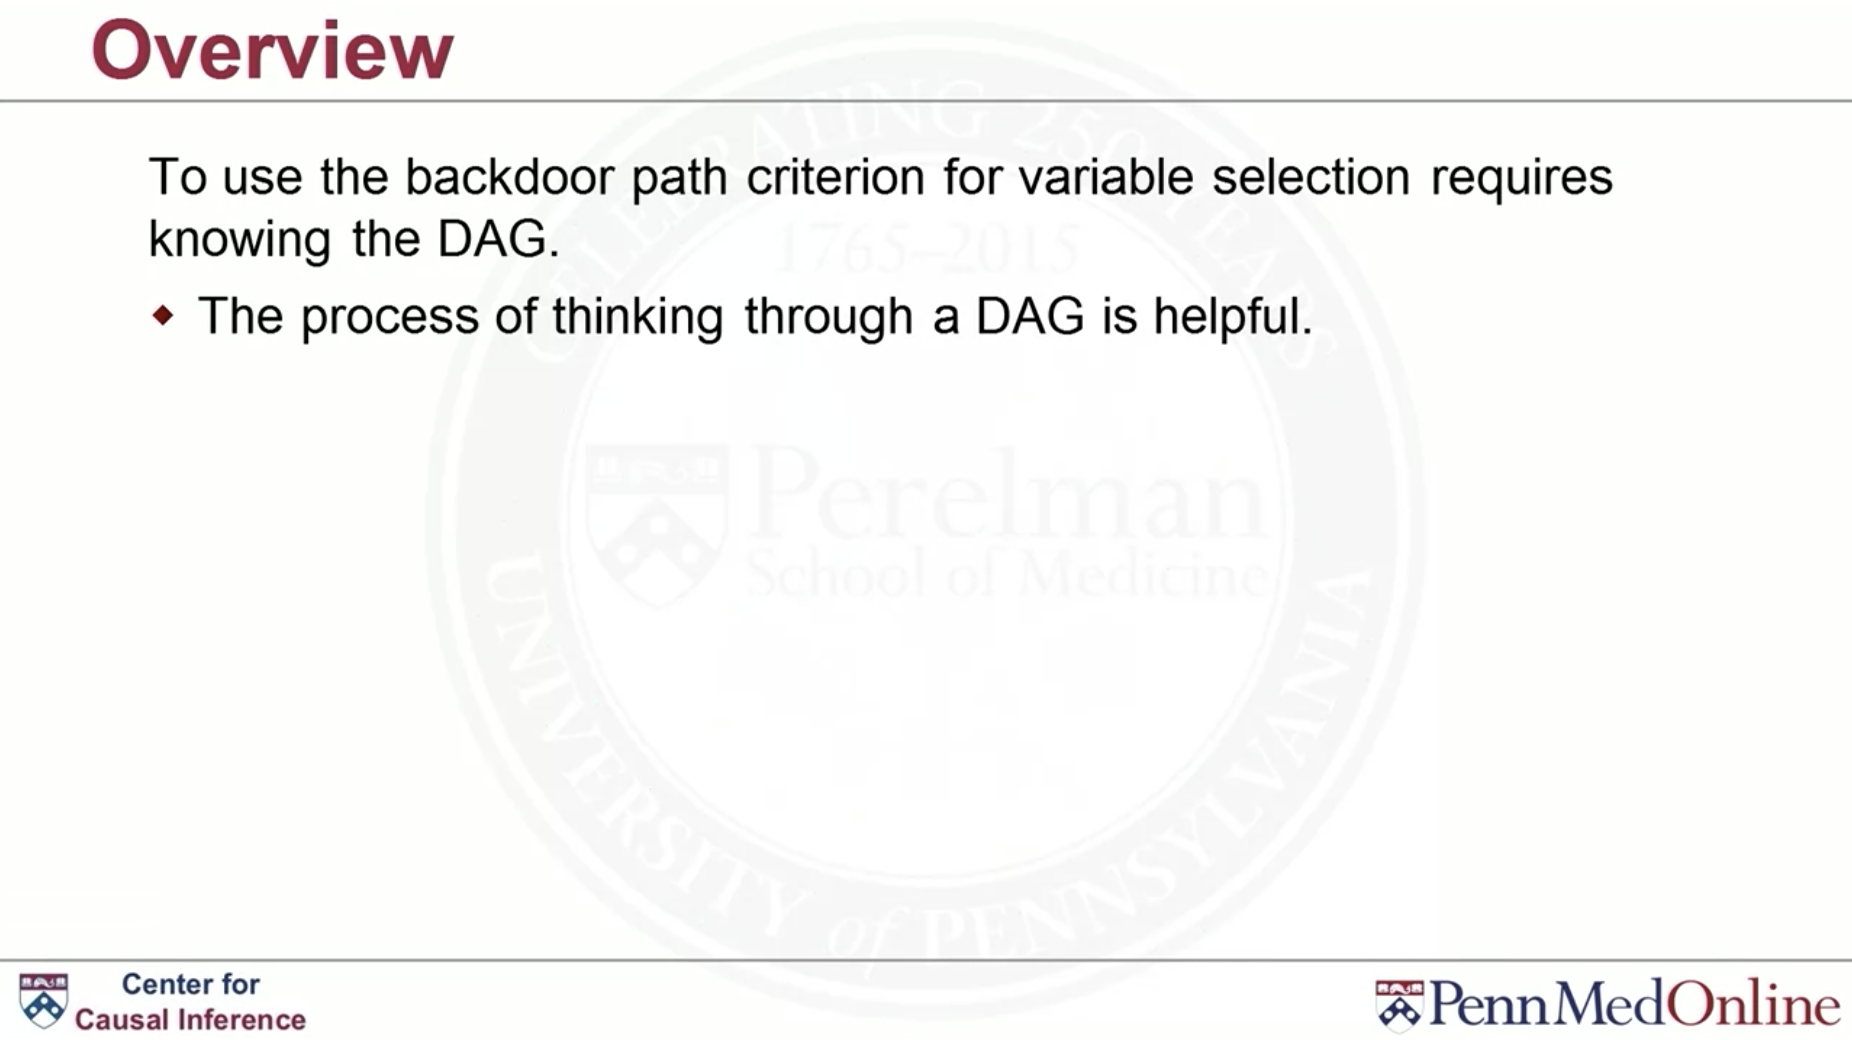 Overview
To use the backdoor path criterion for variable selection requires
knowing the DAG.
The process of thinking through a DAG is helpful.
CELEBRATING 250 YEARS
1765–2015
Perelman
School of Medicine
UNIVERSITY of PENNSYLVANIA
Center for
Causal Inference
PennMedOnline